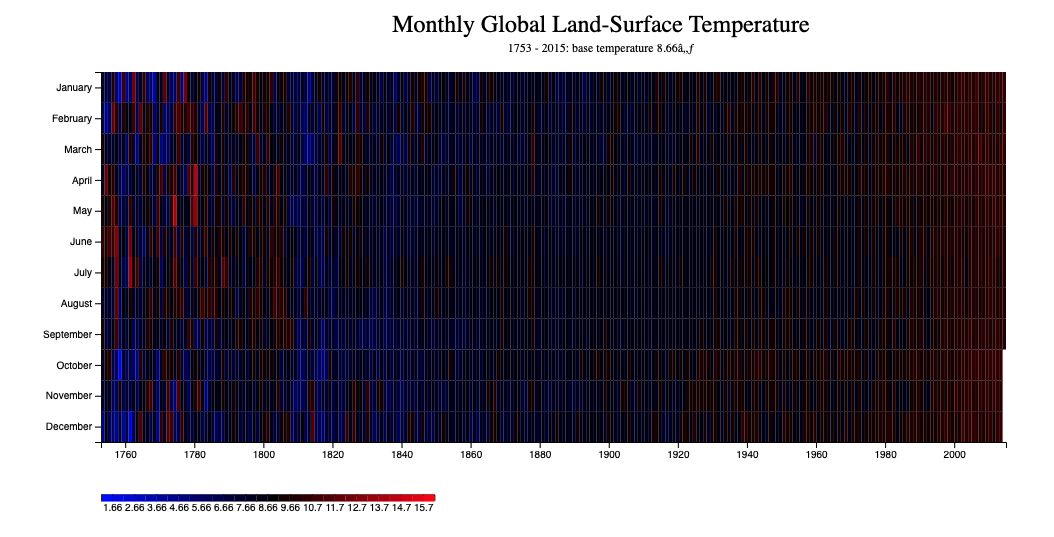 Monthly Global Land-Surface Temperature
1753 - 2015: base temperature 8.66â„ƒ
January
February
March
April
May
June
July
August
September
October
November
December
1760 1780 1800 1820 1840 1860 1880 1900 1920 1940 1960 1980 2000
1.66 2.66 3.66 4.66 5.66 6.66 7.66 8.66 9.66 10.7 11.7 12.7 13.7 14.7 15.7